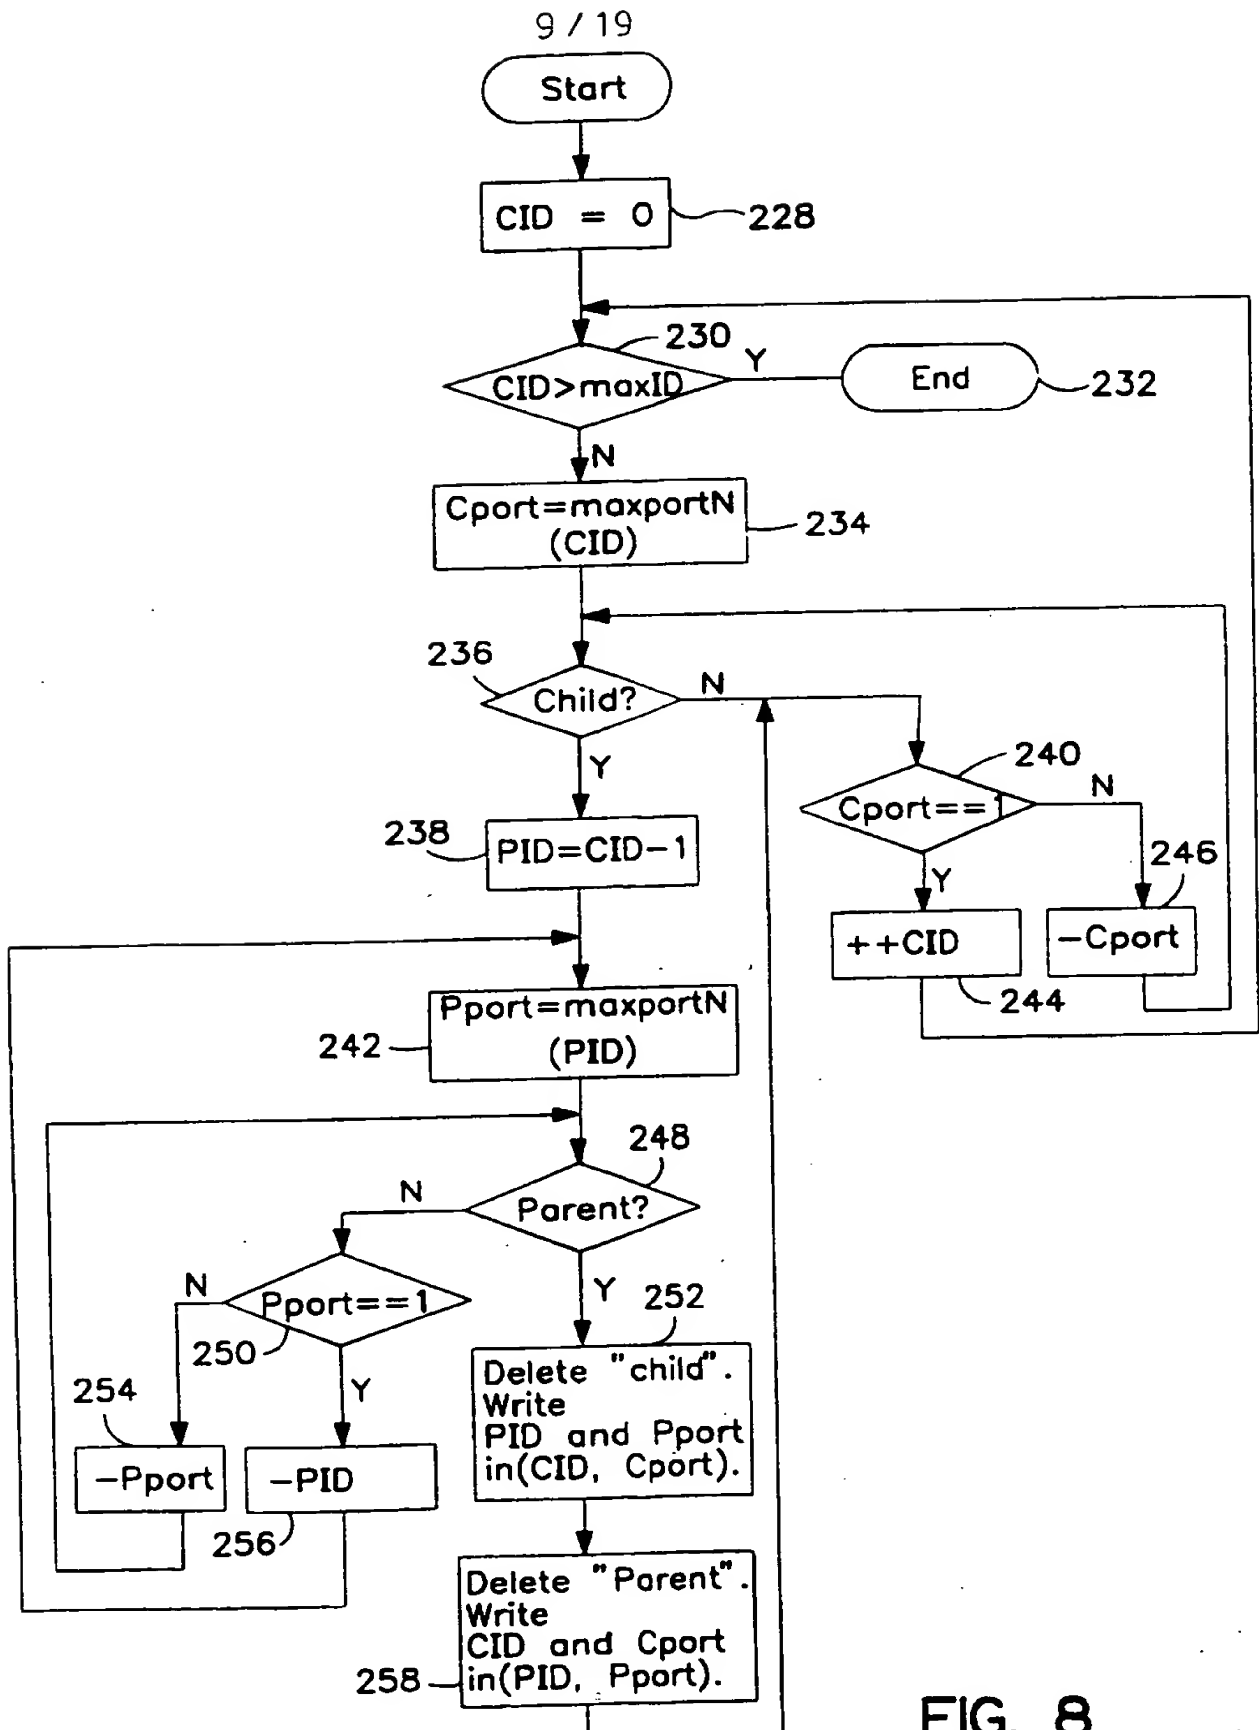 9 / 19
Start
CID = 0
228
230
CID>maxID
Y
End
232
N
Cport=maxportN
(CID)
234
236
Child?
N
Y
240
Cport==1
N
238
PID=CID-1
246
Y
++CID
-Cport
244
Pport=maxportN
(PID)
242
248
Parent?
N
Y
N
Pport==1
250
252
254
Y
Delete "child".
Write
PID and Pport
in(CID, Cport).
-Pport
-PID
256
Delete "Parent".
Write
CID and Cport
in(PID, Pport).
258
FIG. 8